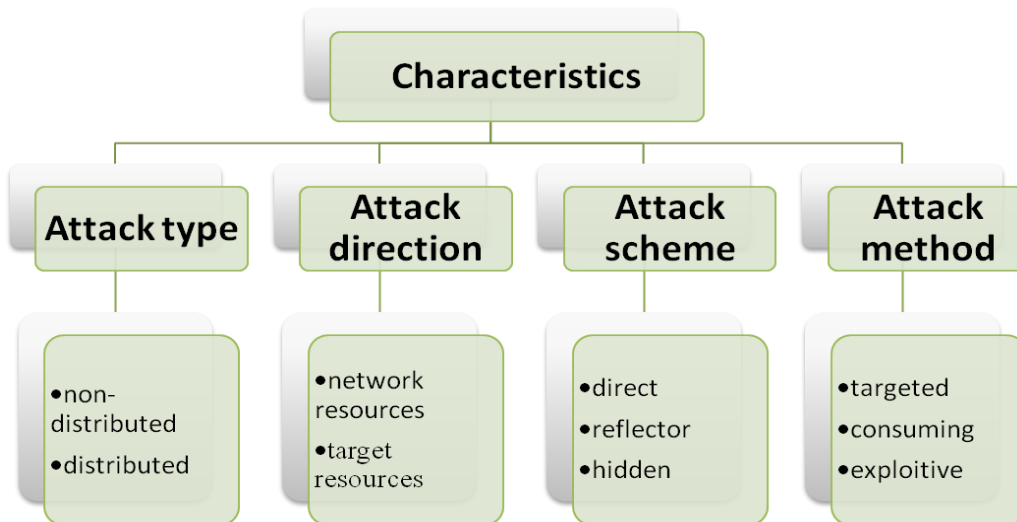 Characteristics
Attack type
Attack
direction
Attack
scheme
Attack
method
•non-
distributed
•distributed
•network
resources
•target
resources
•direct
•reflector
•hidden
•targeted
•consuming
•exploitive